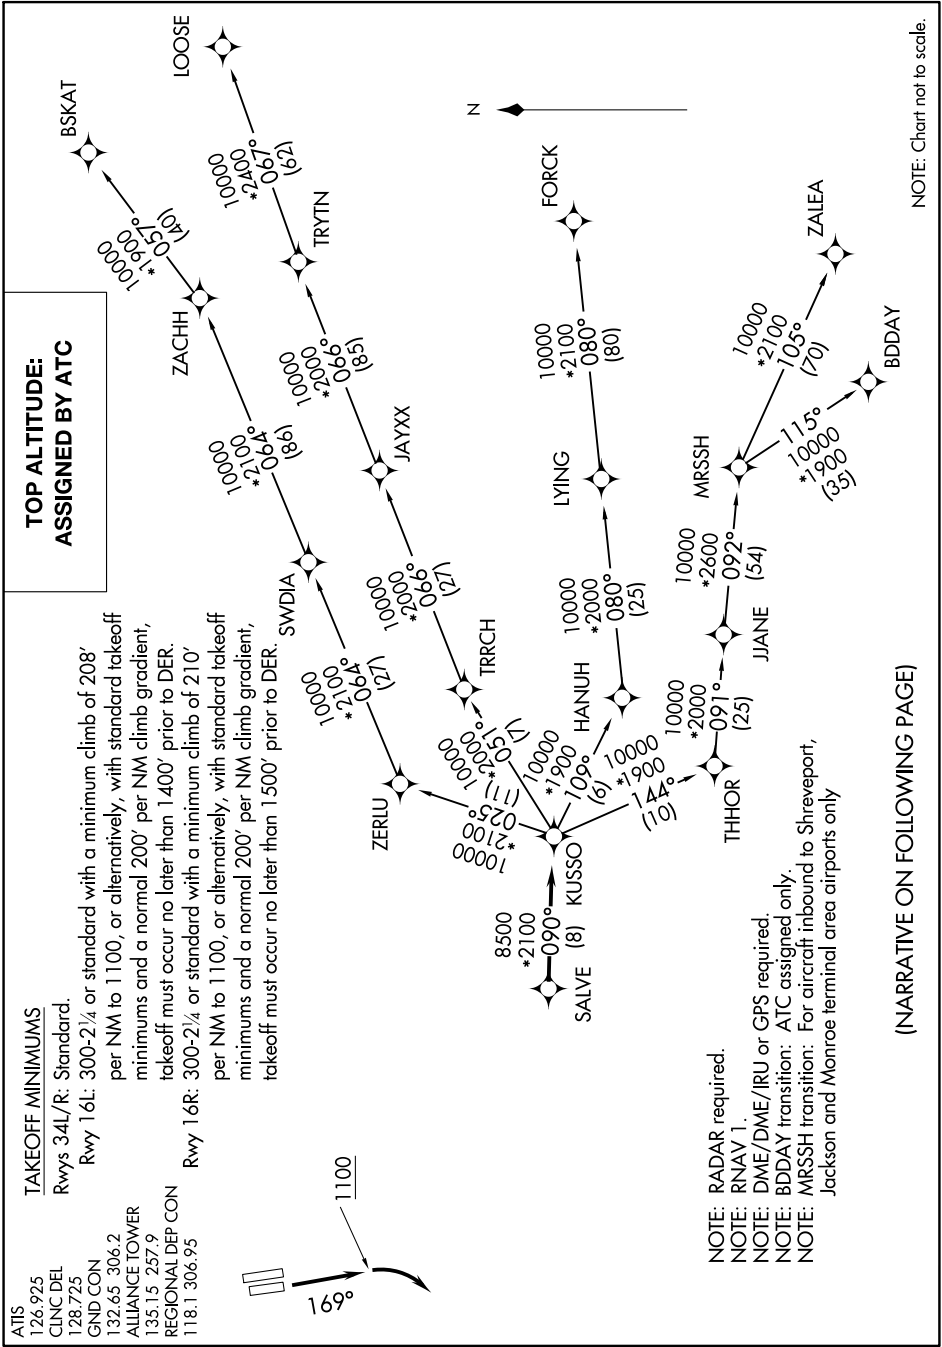 ATIS
126.925
CLNC DEL
128.725
GND CON
132.65 306.2
ALLIANCE TOWER
135.15 257.9
REGIONAL DEP CON
118.1 306.95
TAKEOFF MINIMUMS
Rwys 34L/R: Standard.
Rwy 16L: 300-2¼ or standard with a minimum climb of 208'
per NM to 1100, or alternatively, with standard takeoff
minimums and a normal 200' per NM climb gradient,
takeoff must occur no later than 1400' prior to DER.
Rwy 16R: 300-2¼ or standard with a minimum climb of 210'
per NM to 1100, or alternatively, with standard takeoff
minimums and a normal 200' per NM climb gradient,
takeoff must occur no later than 1500' prior to DER.
TOP ALTITUDE:
ASSIGNED BY ATC
BSKAT
LOOSE
10000
*1900
057°
(40)
ZACHH
10000
*2400
067°
(62)
TRYTN
10000
*2100
064°
(86)
SWDIA
10000
*2000
066°
(85)
JAYXX
10000
*2100
064°
(27)
ZERLU
10000
*2000
066°
(27)
TRRCH
10000
*2100
025°
(11)
10000
*2000
051°
(7)
N
FORCK
10000
*2100
080°
(80)
LYING
10000
*2000
080°
(25)
HANUH
10000
*1900
109°
(6)
8500
*2100
090°
(8)
SALVE
KUSSO
10000
*1900
144°
(10)
THHOR
10000
*2000
091°
(25)
JJANE
10000
*2600
092°
(54)
MRSSH
10000
*2100
105°
(70)
ZALEA
115°
10000
*1900
(35)
BDDAY
1100
169°
NOTE: RADAR required.
NOTE: RNAV 1.
NOTE: DME/DME/IRU or GPS required.
NOTE: BDDAY transition: ATC assigned only.
NOTE: MRSSH transition: For aircraft inbound to Shreveport,
Jackson and Monroe terminal area airports only
(NARRATIVE ON FOLLOWING PAGE)
NOTE: Chart not to scale.